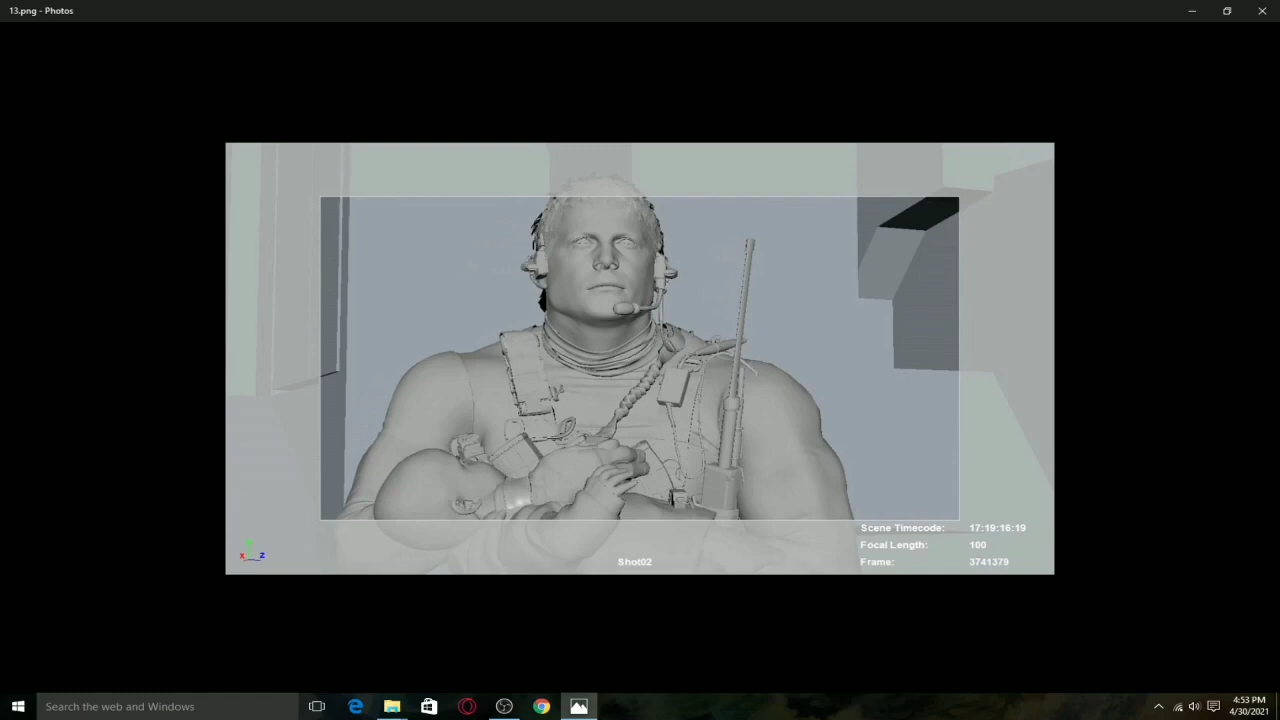 13.png - Photos
Scene Timecode: 17:19:16:19
Focal Length: 100
Shot02
Frame: 3741379
x
z
Search the web and Windows
4:53 PM
4/30/2021